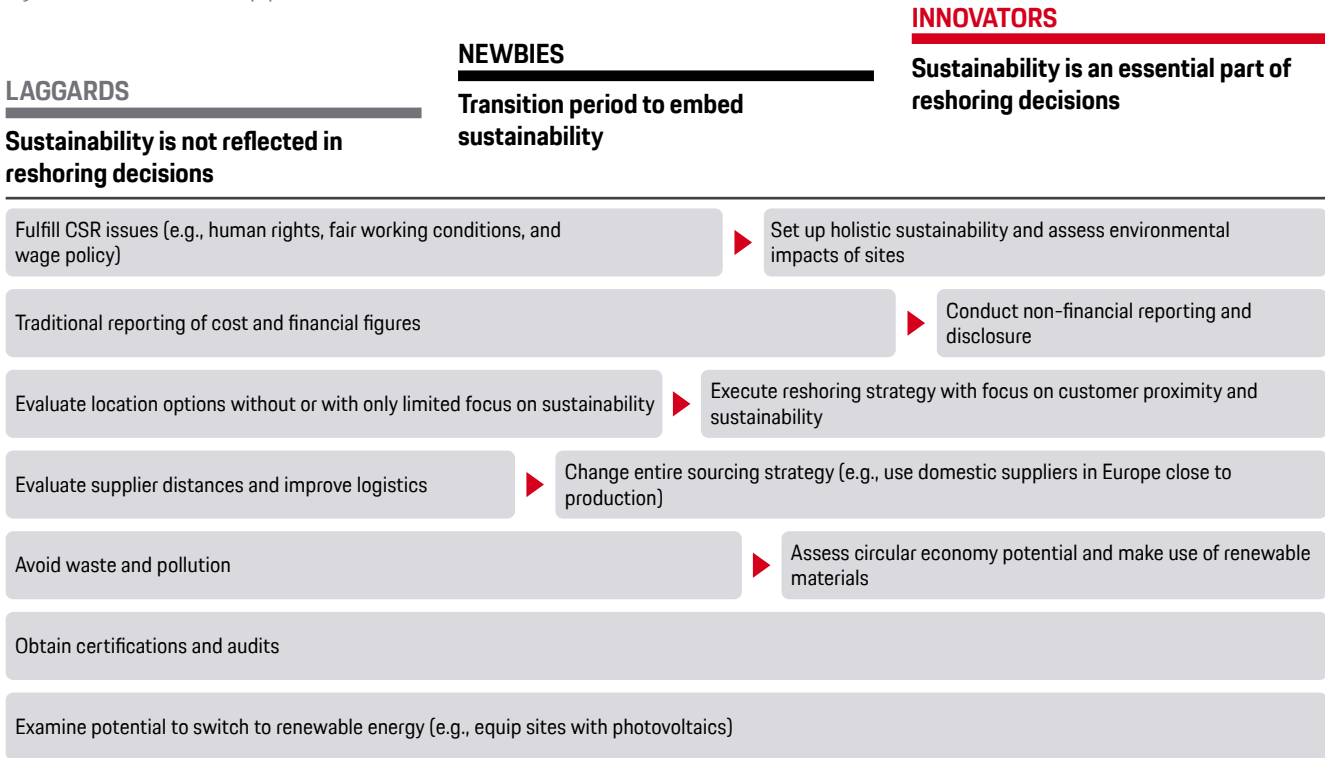 INNOVATORS
Sustainability is an essential part of
reshoring decisions
NEWBIES
Transition period to embed
sustainability
LAGGARDS
Sustainability is not reflected in
reshoring decisions
Fulfill CSR issues (e.g., human rights, fair working conditions, and
wage policy)
Set up holistic sustainability and assess environmental
impacts of sites
Traditional reporting of cost and financial figures
Conduct non-financial reporting and
disclosure
Evaluate location options without or with only limited focus on sustainability
Execute reshoring strategy with focus on customer proximity and
sustainability
Evaluate supplier distances and improve logistics
Change entire sourcing strategy (e.g., use domestic suppliers in Europe close to
production)
Avoid waste and pollution
Assess circular economy potential and make use of renewable
materials
Obtain certifications and audits
Examine potential to switch to renewable energy (e.g., equip sites with photovoltaics)